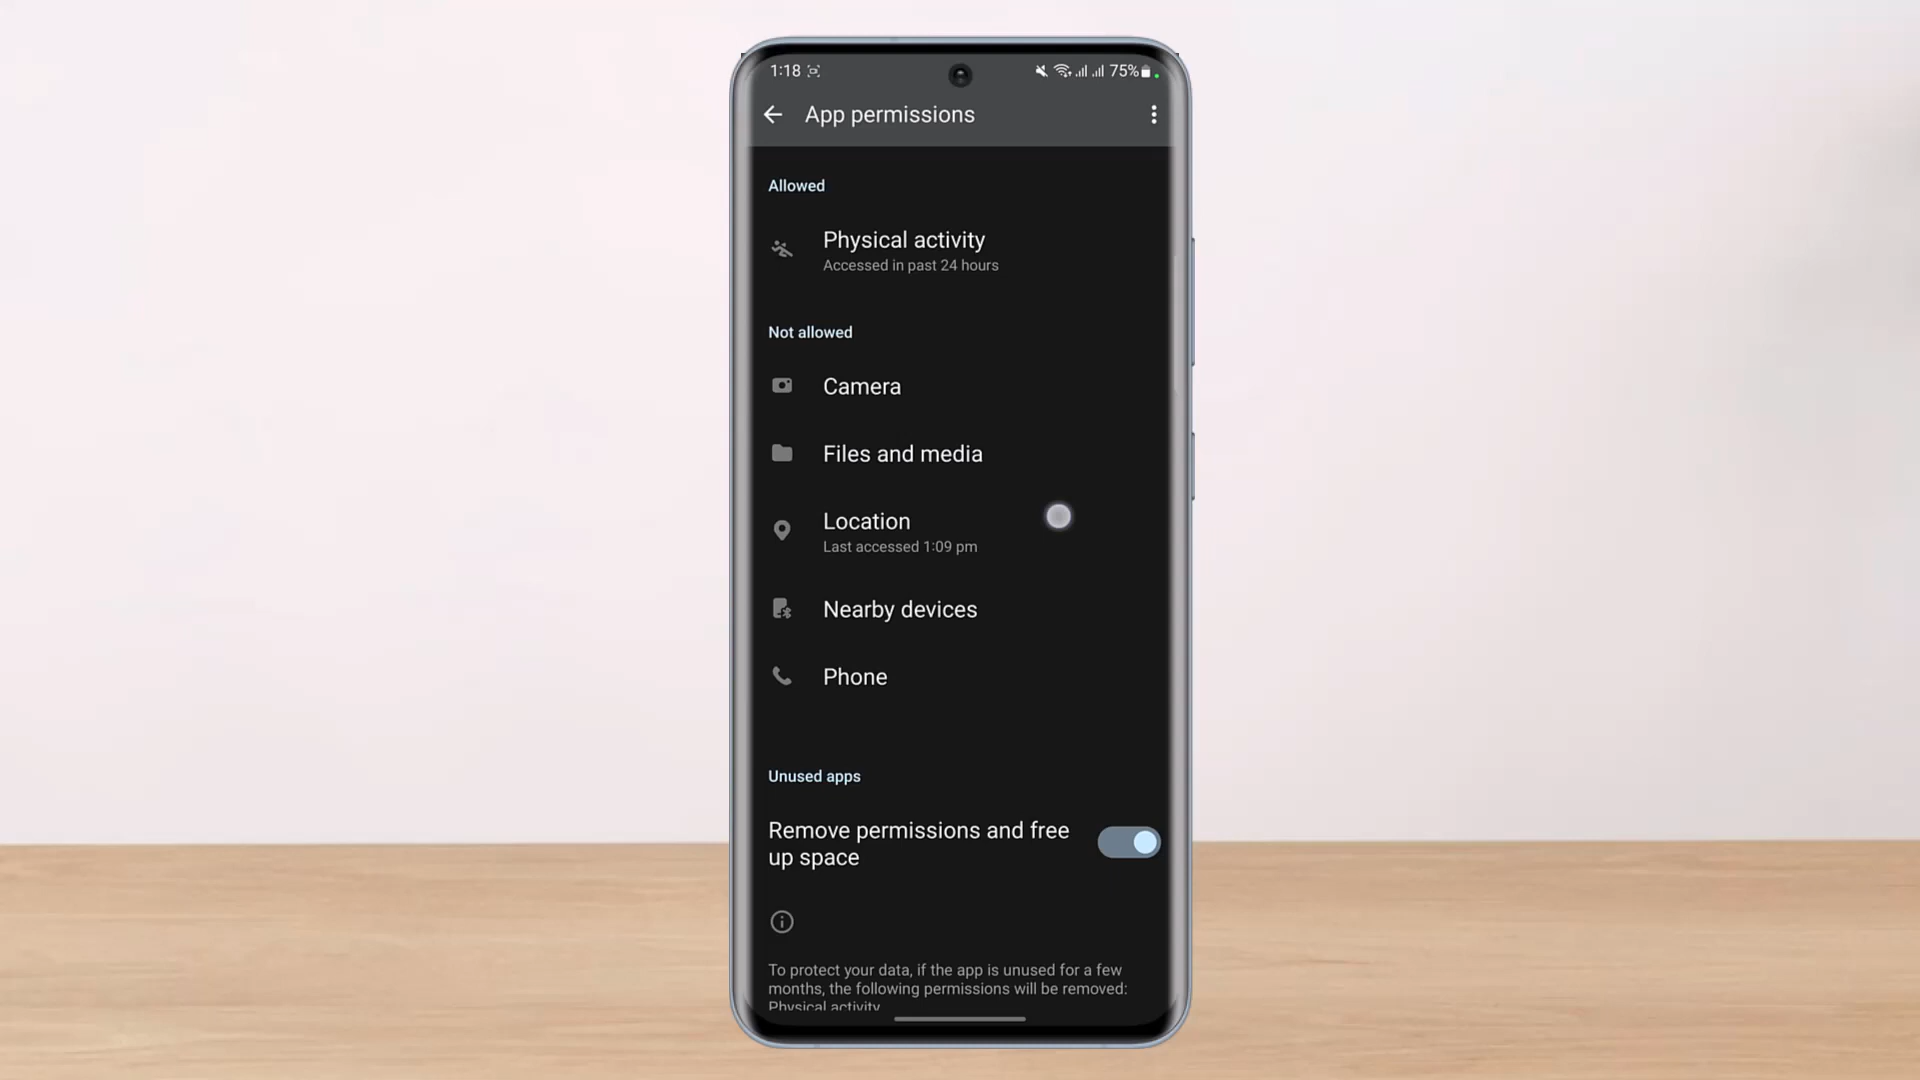 1:18
75%
App permissions
Allowed
Physical activity
Accessed in past 24 hours
Not allowed
Camera
Files and media
Location
Last accessed 1:09 pm
Nearby devices
Phone
Unused apps
Remove permissions and free
up space
To protect your data, if the app is unused for a few
months, the following permissions will be removed:
Physical activity